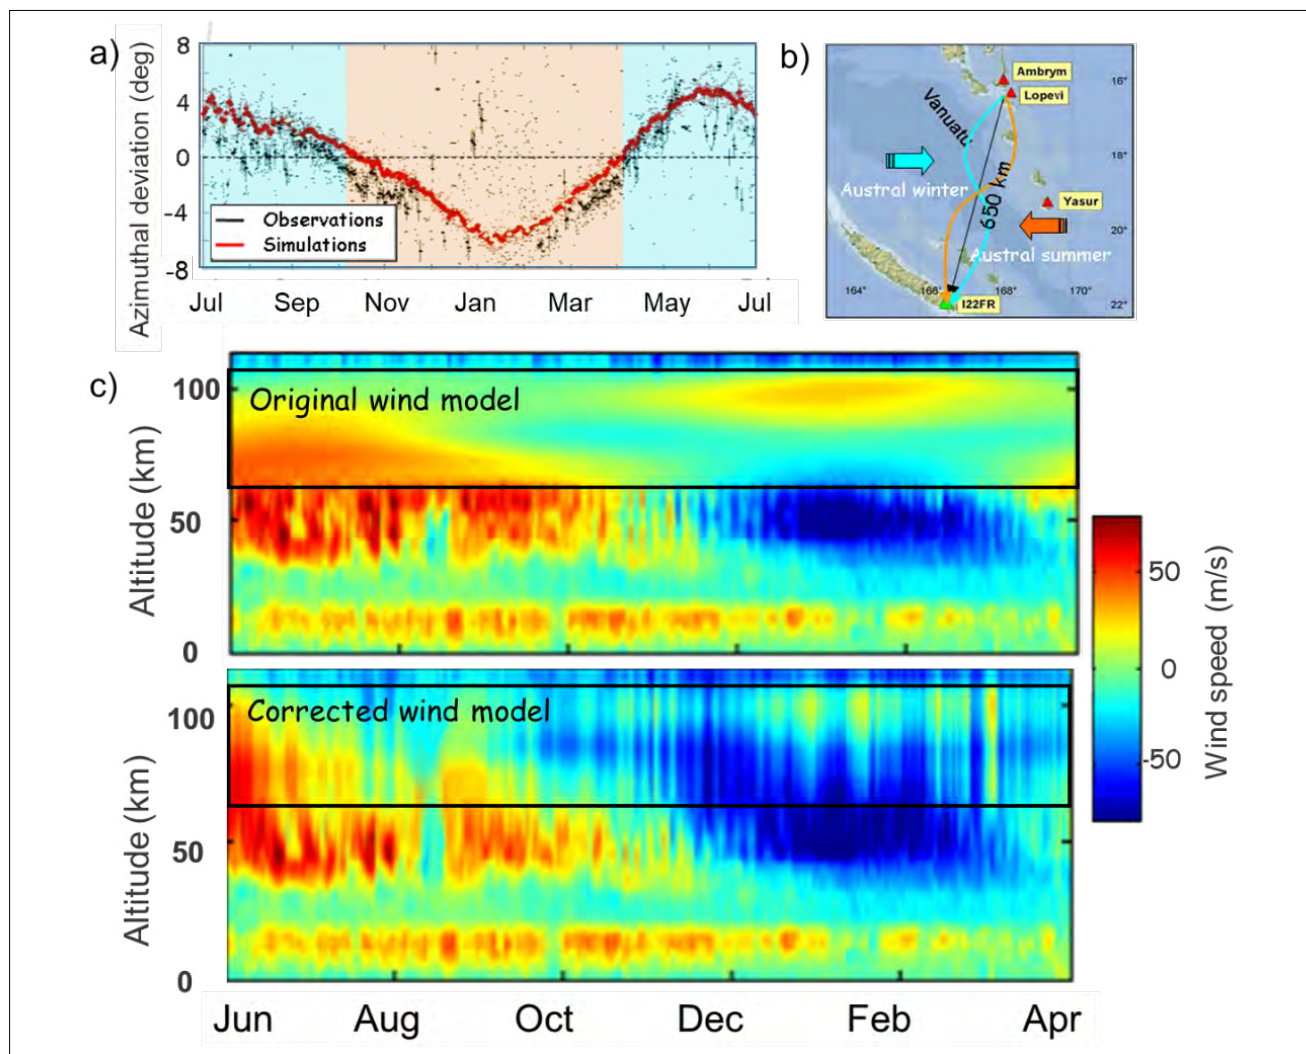 a)
Azimuthal deviation (deg)
8
4
0
-4
-8
Observations
Simulations
Jul Sep Nov Jan Mar May Jul
b)
Ambrym
Lopevi
Vanuatu
Austral winter
650 km
Yasur
Austral summer
I22FR
16°
18°
20°
22°
164° 166° 168° 170°
c)
Original wind model
Altitude (km)
100
50
0
Corrected wind model
Altitude (km)
100
50
0
Jun Aug Oct Dec Feb Apr
50
0
-50
Wind speed (m/s)